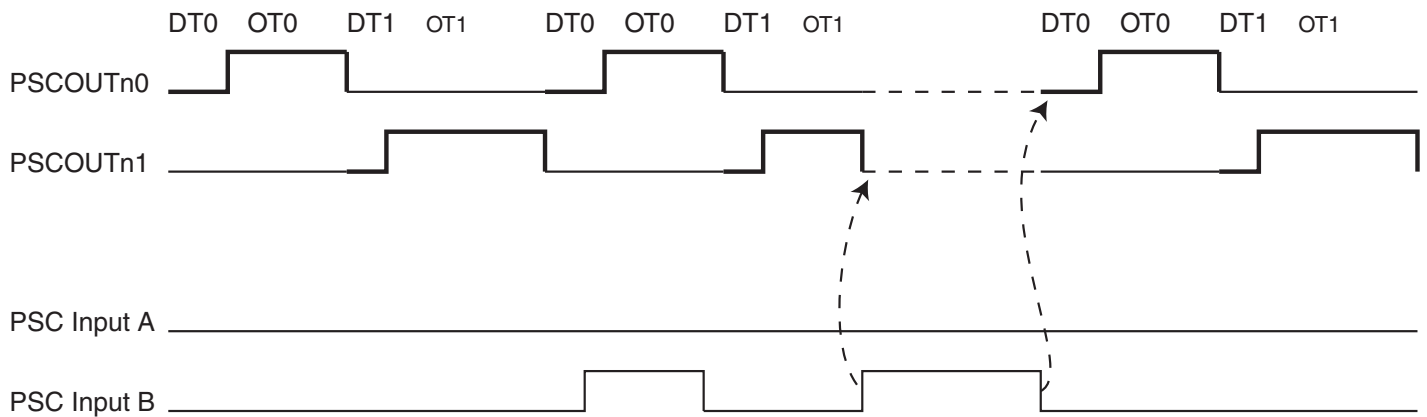 DT0 OT0 DT1 OT1 DT0 OT0 DT1 OT1 DT0 OT0 DT1 OT1
PSCOUTn0
PSCOUTn1
PSC Input A
PSC Input B